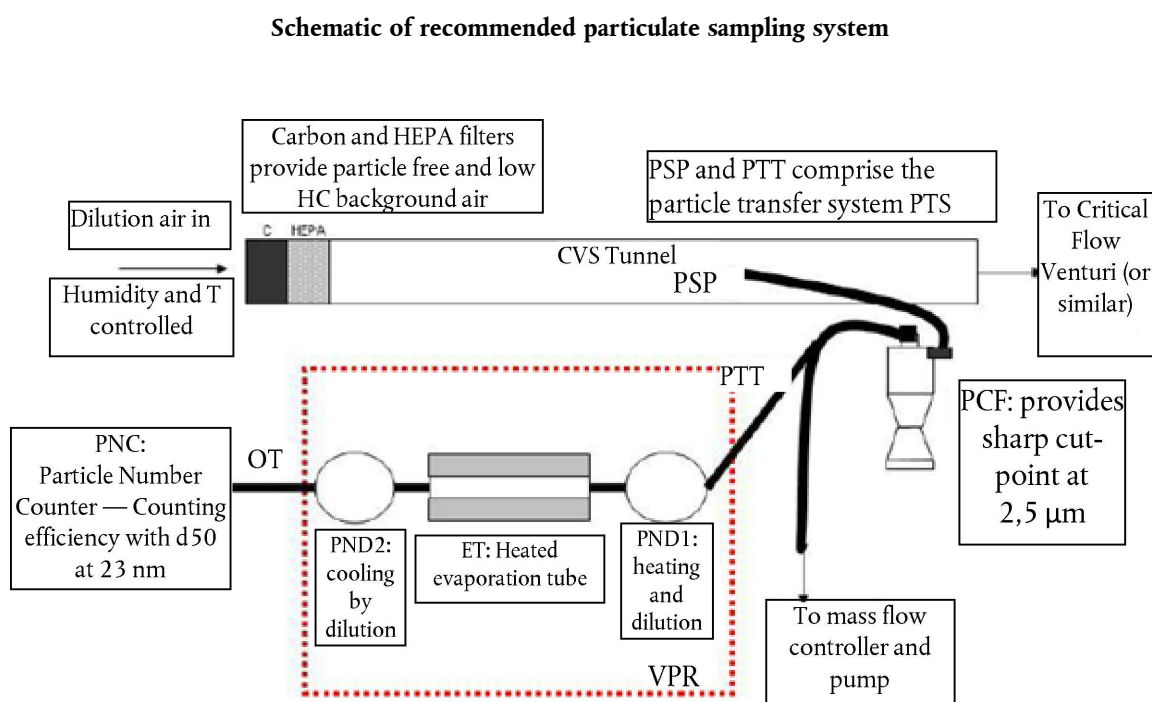 Schematic of recommended particulate sampling system
Carbon and HEPA filters
provide particle free and low
HC background air
PSP and PTT comprise the
particle transfer system PTS
Dilution air in
C HEPA
CVS Tunnel
PSP
To Critical
Flow
Venturi (or
similar)
Humidity and T
controlled
PTT
PCF: provides
sharp cut-
point at
2,5 µm
PNC:
Particle Number
Counter — Counting
efficiency with d50
at 23 nm
OT
PND2:
cooling
by
dilution
ET: Heated
evaporation tube
PND1:
heating
and
dilution
VPR
To mass flow
controller and
pump